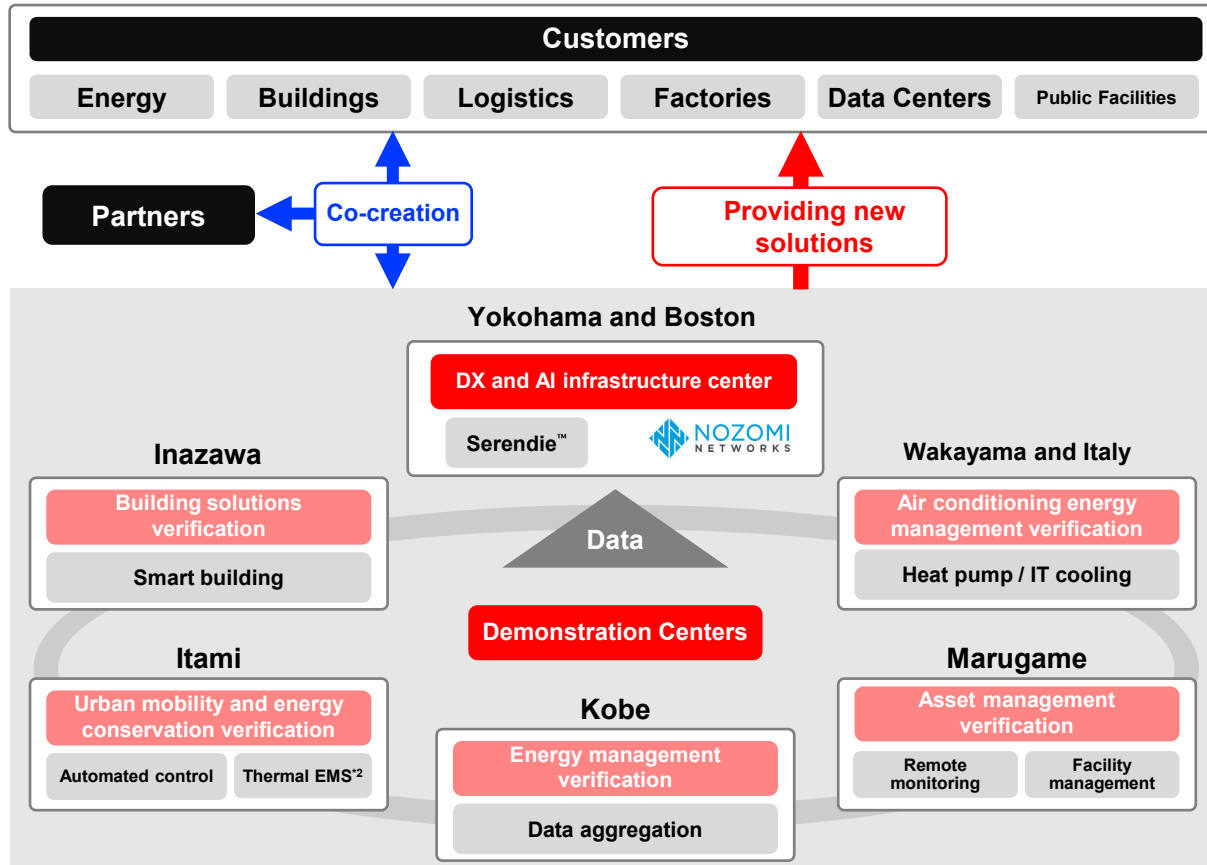 Customers
Energy
Buildings
Logistics
Factories
Data Centers
Public Facilities
Partners
Co-creation
Providing new
solutions
Yokohama and Boston
DX and AI infrastructure center
Serendie™
NOZOMI
NETWORKS
Inazawa
Building solutions
verification
Smart building
Wakayama and Italy
Air conditioning energy
management verification
Heat pump / IT cooling
Data
Demonstration Centers
Itami
Urban mobility and energy
conservation verification
Automated control
Thermal EMS*2
Kobe
Energy management
verification
Data aggregation
Marugame
Asset management
verification
Remote
monitoring
Facility
management